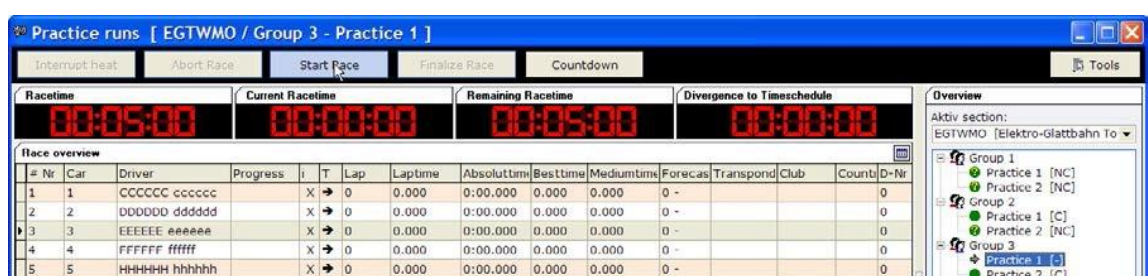 Practice runs [ EGTWMO / Group 3 - Practice 1 ]
Interrupt heat Abort Race Start Race Finalize Race Countdown Tools
Racetime Current Racetime Remaining Racetime Divergence to Timeschedule Overview
00:05:00 00:00:00 00:05:00 00:00:00
Aktiv section:
EGTWMO [Elektro-Glattbahn To
Race overview
# Nr Car Driver Progress i T Lap Laptime Absoluttim Besttime Mediumtime Forecas Transpond Club Counti D-Nr
1 1 CCCCCC cccccc X 0 0.000 0:00.000 0.000 0.000 0 - 0
2 2 DDDDDD dddddd X 0 0.000 0:00.000 0.000 0.000 0 - 0
3 3 EEEEEE eeeeee X 0 0.000 0:00.000 0.000 0.000 0 - 0
4 4 FFFFFF ffffff X 0 0.000 0:00.000 0.000 0.000 0 - 0
5 5 HHHHHH hhhhhh X 0 0.000 0:00.000 0.000 0.000 0 - 0
Group 1
Practice 1 [NC]
Practice 2 [NC]
Group 2
Practice 1 [C]
Practice 2 [NC]
Group 3
Practice 1 [-]
Practice 2 [C]